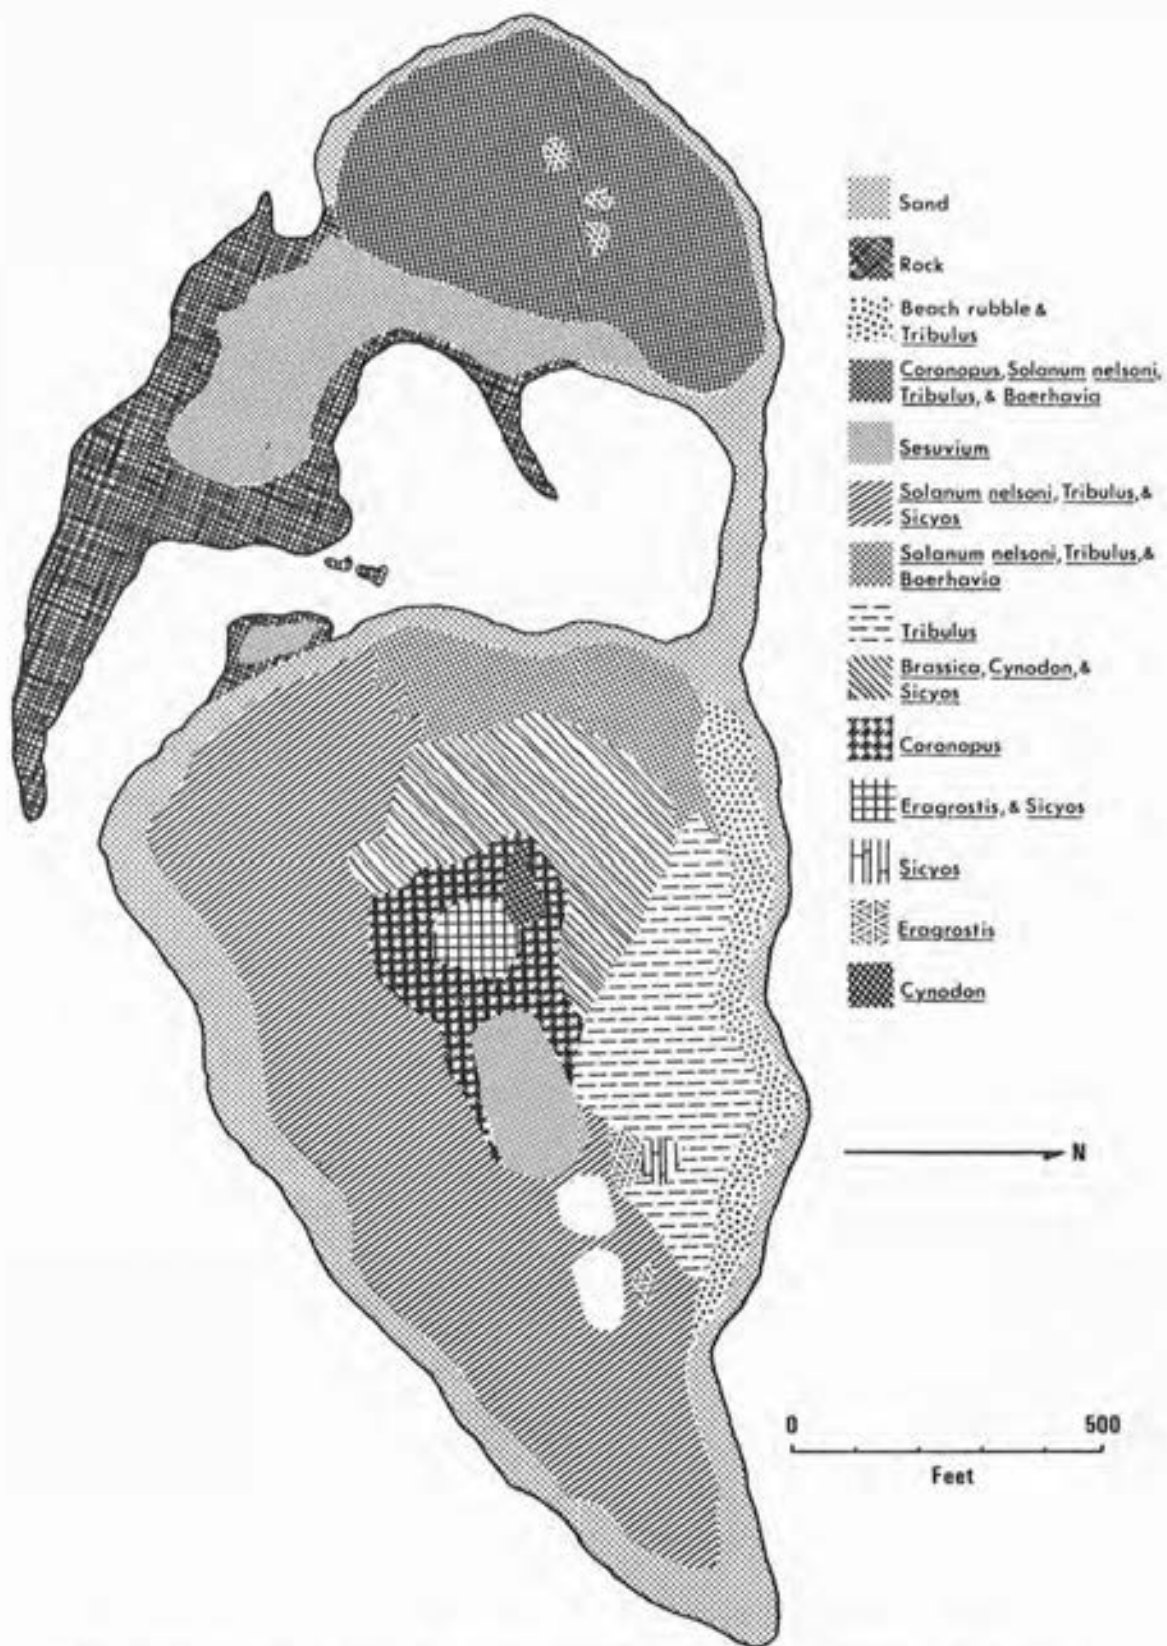 Sand
Rock
Beach rubble &
Tribulus
Coronopus, Solanum nelsoni,
Tribulus, & Boerhavia
Sesuvium
Solanum nelsoni, Tribulus, &
Sicyos
Solanum nelsoni, Tribulus, &
Boerhavia
Tribulus
Brassica, Cynodon, &
Sicyos
Coronopus
Eragrostis, & Sicyos
Sicyos
Eragrostis
Cynodon
N
0 500
Feet